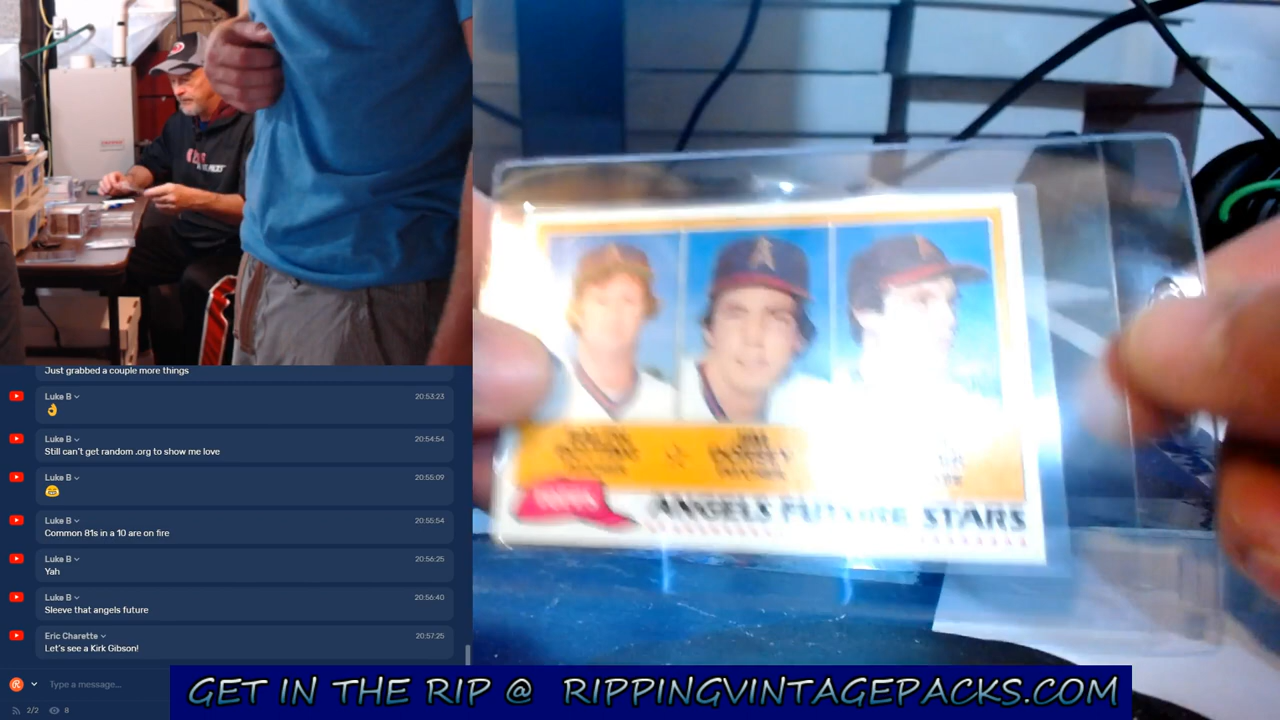 Just grabbed a couple more things
Luke B 20:53:23
👌
Luke B 20:54:54
Still can't get random .org to show me love
Luke B 20:55:09
😂
Luke B 20:55:54
Common 81s in a 10 are on fire
Luke B 20:56:25
Yah
Luke B 20:56:40
Sleeve that angels future
Eric Charette 20:57:25
Let's see a Kirk Gibson!
Type a message...
2/2 8
ANGELS FUTURE STARS
GET IN THE RIP @ RIPPINGVINTAGEPACKS.COM